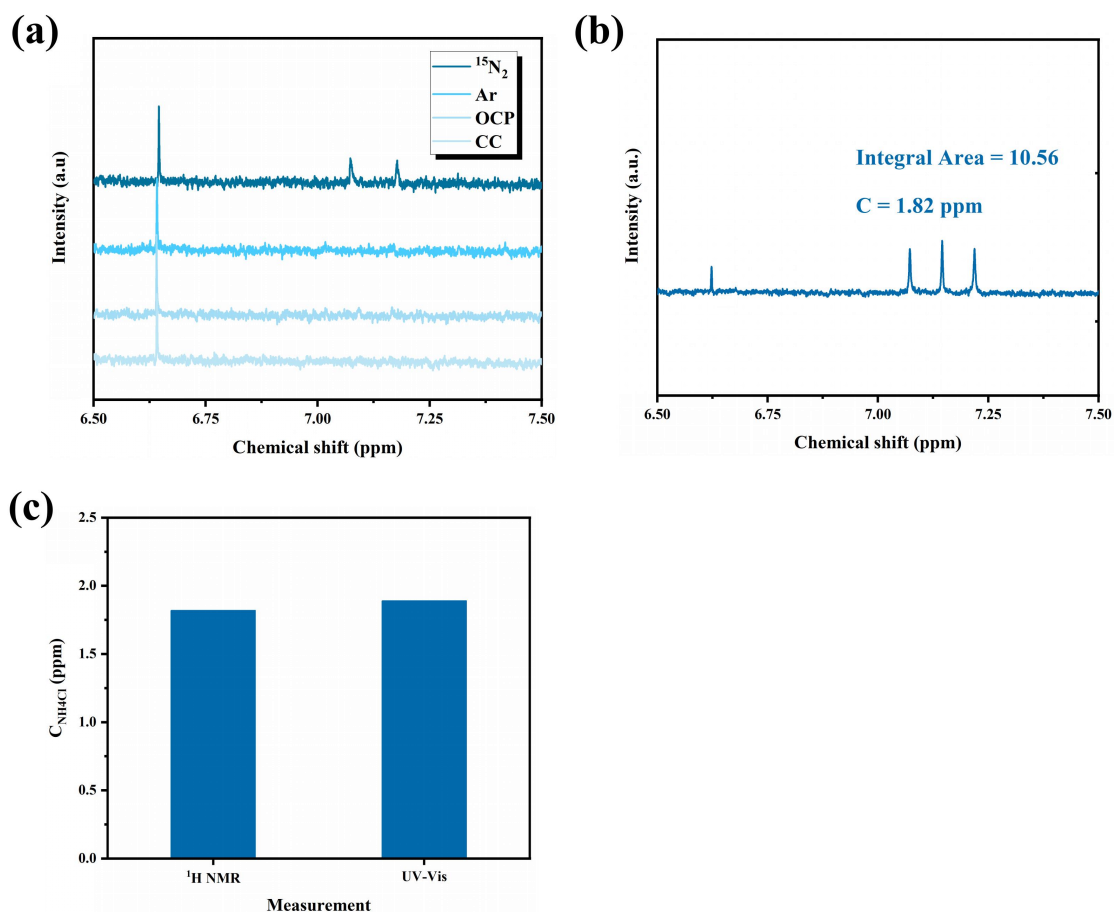 (a)
¹⁵N₂
Ar
OCP
CC
Intensity (a.u)
6.50 6.75 7.00 7.25 7.50
Chemical shift (ppm)
(b)
Integral Area = 10.56
C = 1.82 ppm
Intensity (a.u.)
6.50 6.75 7.00 7.25 7.50
Chemical shift (ppm)
(c)
2.5
2.0
1.5
1.0
0.5
0.0
C_NH4Cl (ppm)
¹H NMR UV-Vis
Measurement